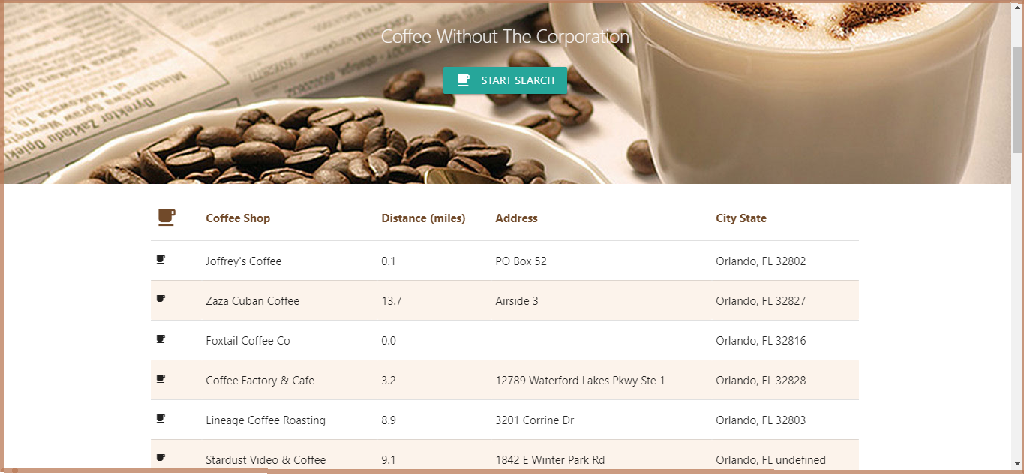 Coffee Without The Corporation
START SEARCH
Dyrektor Zakładu Opieki
Coffee Shop Distance (miles) Address City State
Joffrey's Coffee 0.1 PO Box 52 Orlando, FL 32802
Zaza Cuban Coffee 13.7 Airside 3 Orlando, FL 32827
Foxtail Coffee Co 0.0 Orlando, FL 32816
Coffee Factory & Cafe 3.2 12789 Waterford Lakes Pkwy Ste 1 Orlando, FL 32828
Lineage Coffee Roasting 8.9 3201 Corrine Dr Orlando, FL 32803
Stardust Video & Coffee 9.1 1842 E Winter Park Rd Orlando, FL undefined